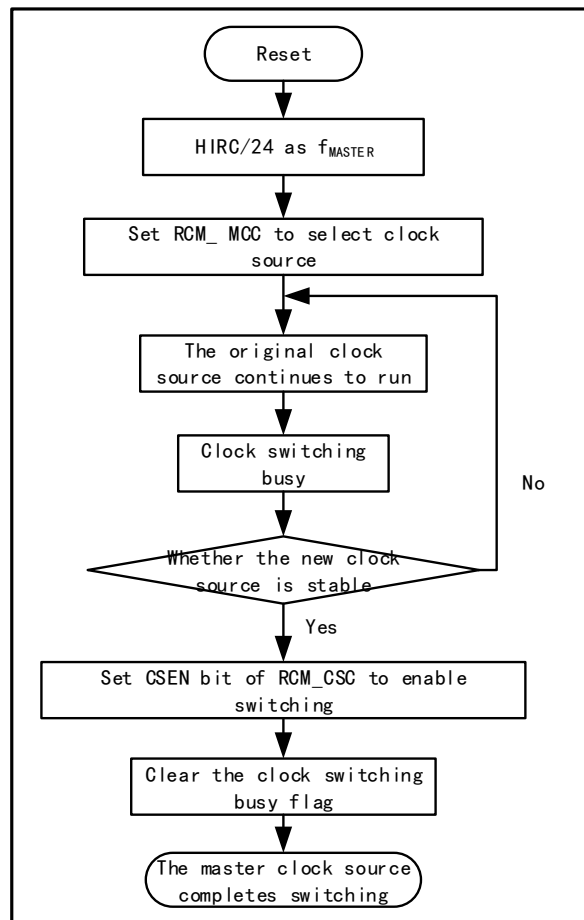 Reset
HIRC/24 as fMASTER
Set RCM_ MCC to select clock
source
The original clock
source continues to run
Clock switching
busy
No
Whether the new clock
source is stable
Yes
Set CSEN bit of RCM_CSC to enable
switching
Clear the clock switching
busy flag
The master clock source
completes switching